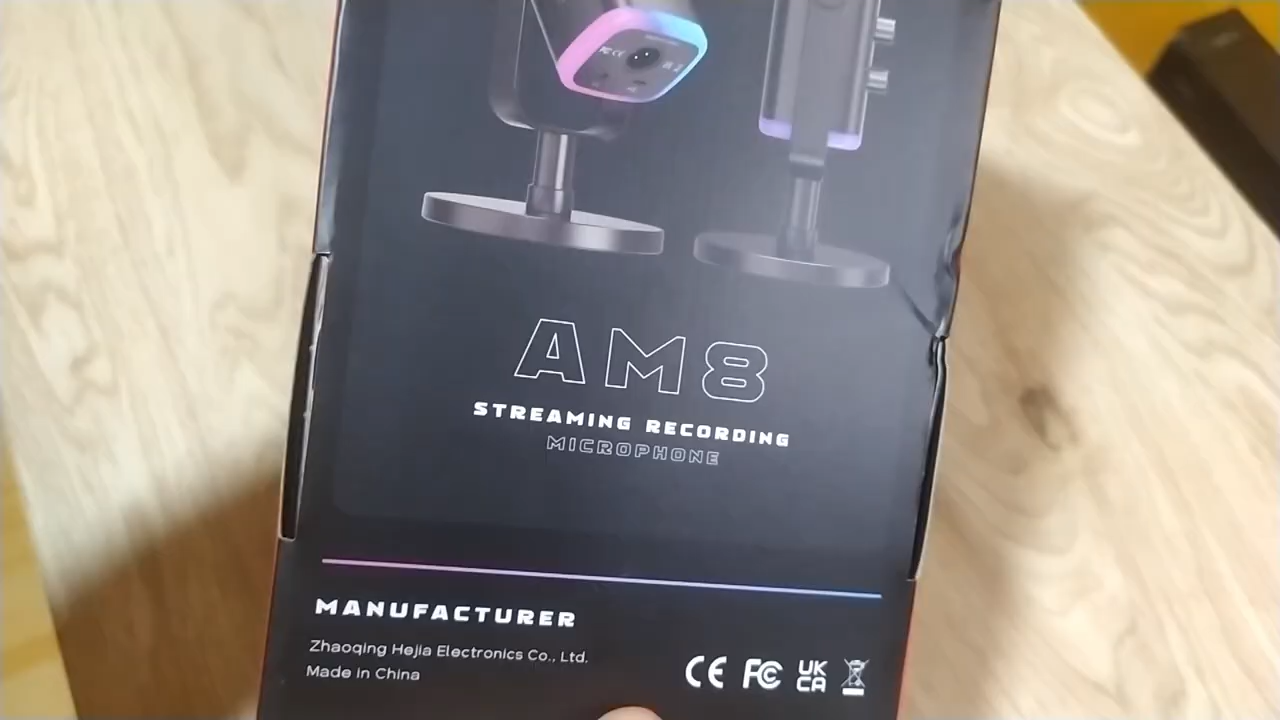 AM8
STREAMING RECORDING
MICROPHONE
MANUFACTURER
Zhaoqing Hejia Electronics Co., Ltd.
Made in China
CE FC UK
CA